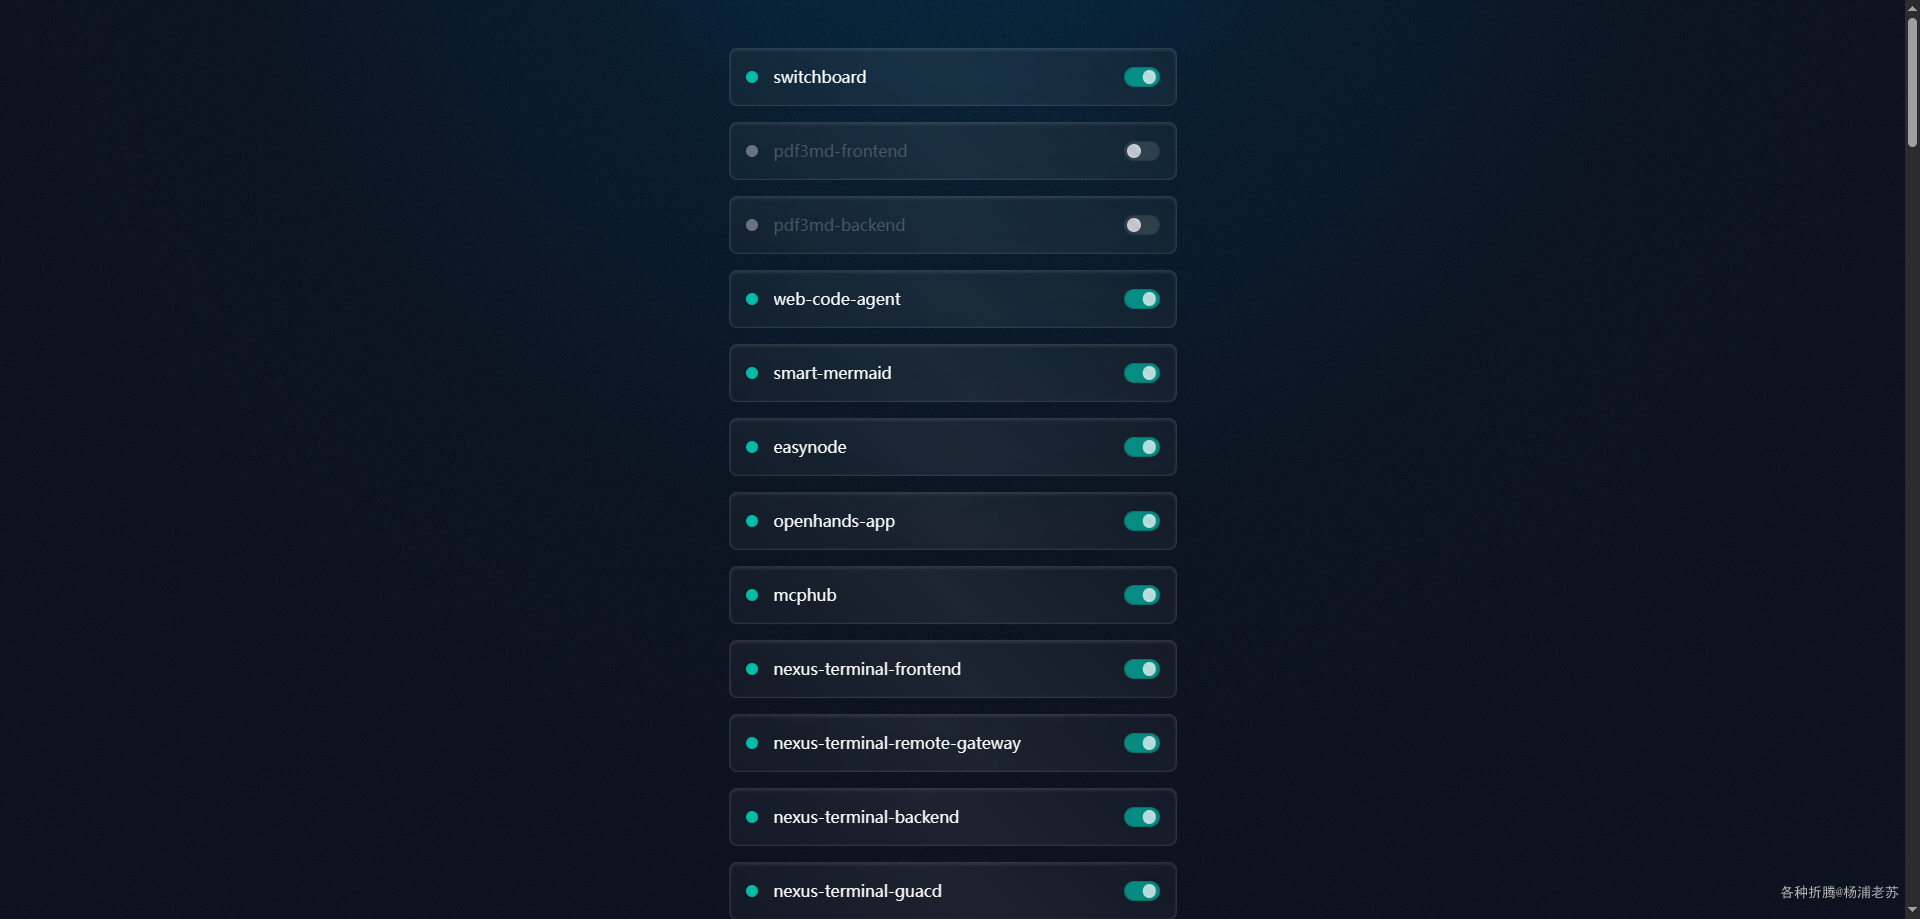 switchboard
pdf3md-frontend
pdf3md-backend
web-code-agent
smart-mermaid
easynode
openhands-app
mcphub
nexus-terminal-frontend
nexus-terminal-remote-gateway
nexus-terminal-backend
nexus-terminal-guacd
各种折腾@杨浦老苏